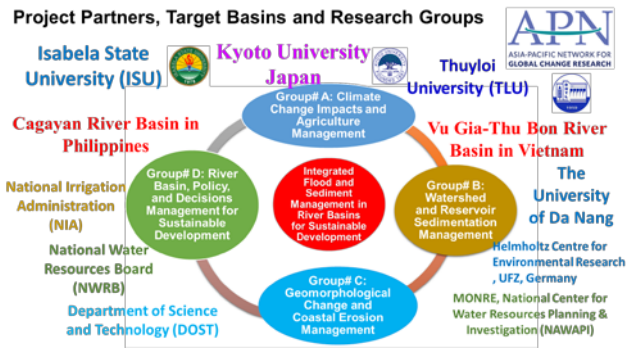 Project Partners, Target Basins and Research Groups
APN
ASIA-PACIFIC NETWORK FOR
GLOBAL CHANGE RESEARCH
Isabela State
University (ISU)
Kyoto University
Japan
Thuyloi
University (TLU)
Group# A: Climate
Change Impacts and
Agriculture
Management
Cagayan River Basin in
Philippines
Vu Gia-Thu Bon River
Basin in Vietnam
Group# D: River
Basin, Policy,
and Decisions
Management for
Sustainable
Development
Integrated
Flood and
Sediment
Management in
River Basins
for Sustainable
Development
Group# B:
Watershed
and Reservoir
Sedimentation
Management
The
University
of Da Nang
National Irrigation
Administration
(NIA)
National Water
Resources Board
(NWRB)
Department of Science
and Technology (DOST)
Group# C:
Geomorphological
Change and
Coastal Erosion
Management
Helmholtz Centre for
Environmental Research
, UFZ, Germany
MONRE, National Center for
Water Resources Planning &
Investigation (NAWAPI)